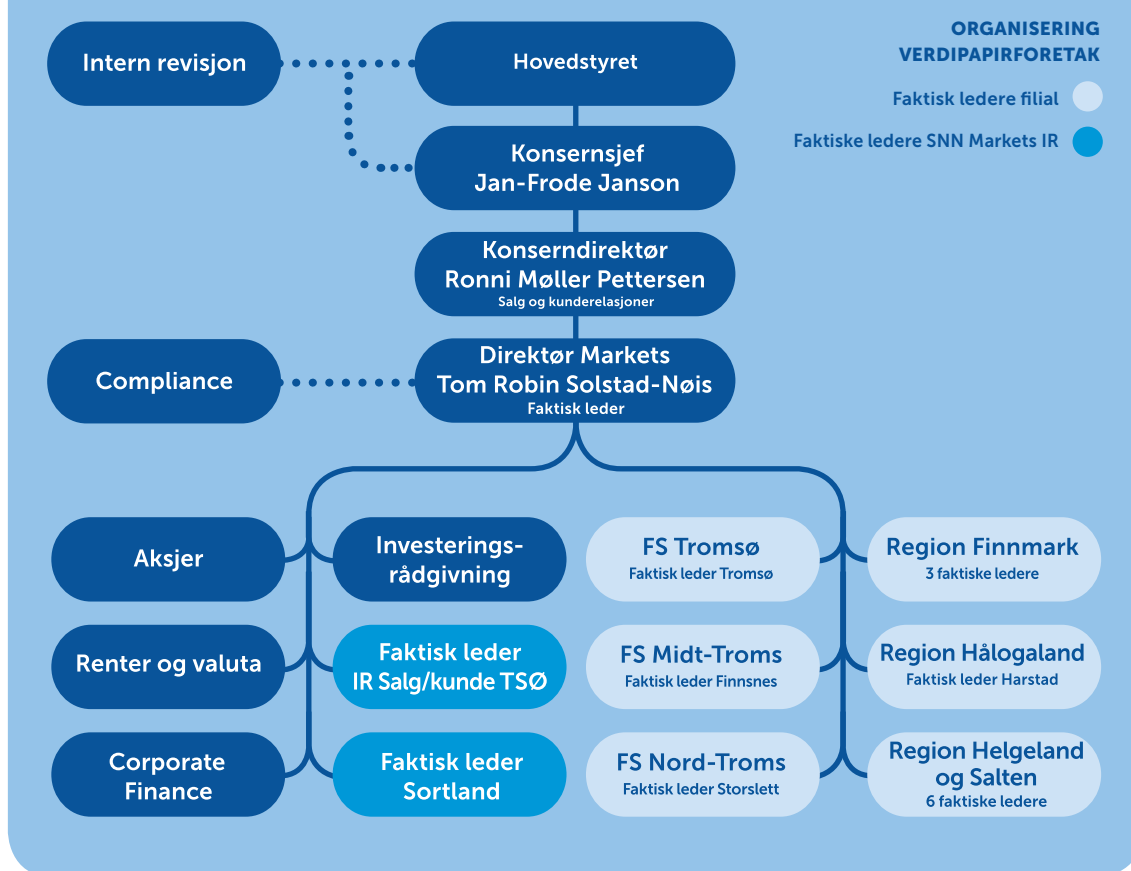 ORGANISERING
VERDIPAPIRFORETAK
Faktisk ledere filial
Faktiske ledere SNN Markets IR
Intern revisjon
Hovedstyret
Konsernsjef
Jan-Frode Janson
Konserndirektør
Ronni Møller Pettersen
Salg og kunderelasjoner
Compliance
Direktør Markets
Tom Robin Solstad-Nøis
Faktisk leder
Aksjer
Investerings-
rådgivning
FS Tromsø
Faktisk leder Tromsø
Region Finnmark
3 faktiske ledere
Renter og valuta
Faktisk leder
IR Salg/kunde TSØ
FS Midt-Troms
Faktisk leder Finnsnes
Region Hålogaland
Faktisk leder Harstad
Corporate
Finance
Faktisk leder
Sortland
FS Nord-Troms
Faktisk leder Storslett
Region Helgeland
og Salten
6 faktiske ledere